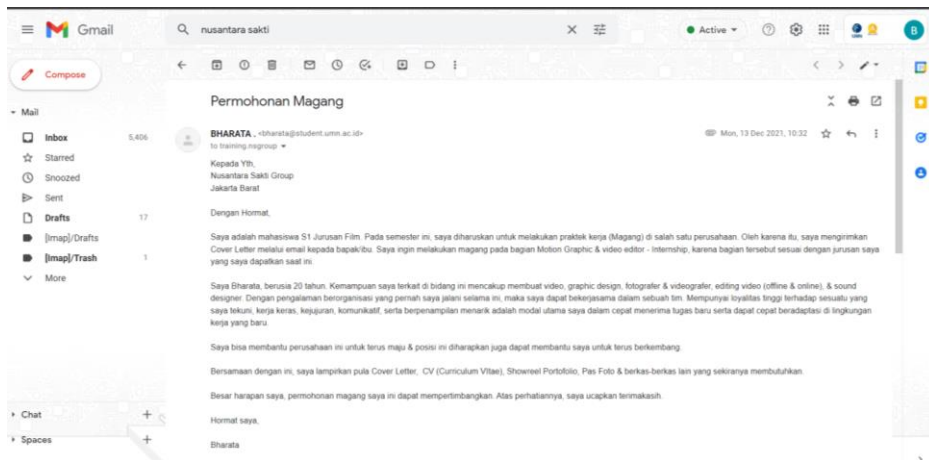 Gmail
nusantara sakti
Active
B
Compose
Permohonan Magang
Mail
Inbox 5,406
Starred
Snoozed
Sent
Drafts 17
[Imap]/Drafts
[Imap]/Trash 1
More
Chat
Spaces
BHARATA . <bharata@student.umn.ac.id>
Mon, 13 Dec 2021, 10:32
to training.nsgroup
Kepada Yth,
Nusantara Sakti Group
Jakarta Barat
Dengan Hormat,
Saya adalah mahasiswa S1 Jurusan Film. Pada semester ini, saya diharuskan untuk melakukan praktek kerja (Magang) di salah satu perusahaan. Oleh karena itu, saya mengirimkan
Cover Letter melalui email kepada bapak/ibu. Saya ingin melakukan magang pada bagian Motion Graphic & video editor - Internship, karena bagian tersebut sesuai dengan jurusan saya
yang saya dapatkan saat ini.
Saya Bharata, berusia 20 tahun. Kemampuan saya terkait di bidang ini mencakup membuat video, graphic design, fotografer & videografer, editing video (offline & online), & sound
designer. Dengan pengalaman berorganisasi yang pernah saya jalani selama ini, maka saya dapat bekerjasama dalam sebuah tim. Mempunyai loyalitas tinggi terhadap sesuatu yang
saya tekuni, kerja keras, kejujuran, komunikatif, serta berpenampilan menarik adalah modal utama saya dalam cepat menerima tugas baru serta dapat cepat beradaptasi di lingkungan
kerja yang baru.
Saya bisa membantu perusahaan ini untuk terus maju & posisi ini diharapkan juga dapat membantu saya untuk terus berkembang.
Bersamaan dengan ini, saya lampirkan pula Cover Letter, CV (Curriculum Vitae), Showreel Portofolio, Pas Foto & berkas-berkas lain yang sekiranya membutuhkan.
Besar harapan saya, permohonan magang saya ini dapat mempertimbangkan. Atas perhatiannya, saya ucapkan terimakasih.
Hormat saya,
Bharata